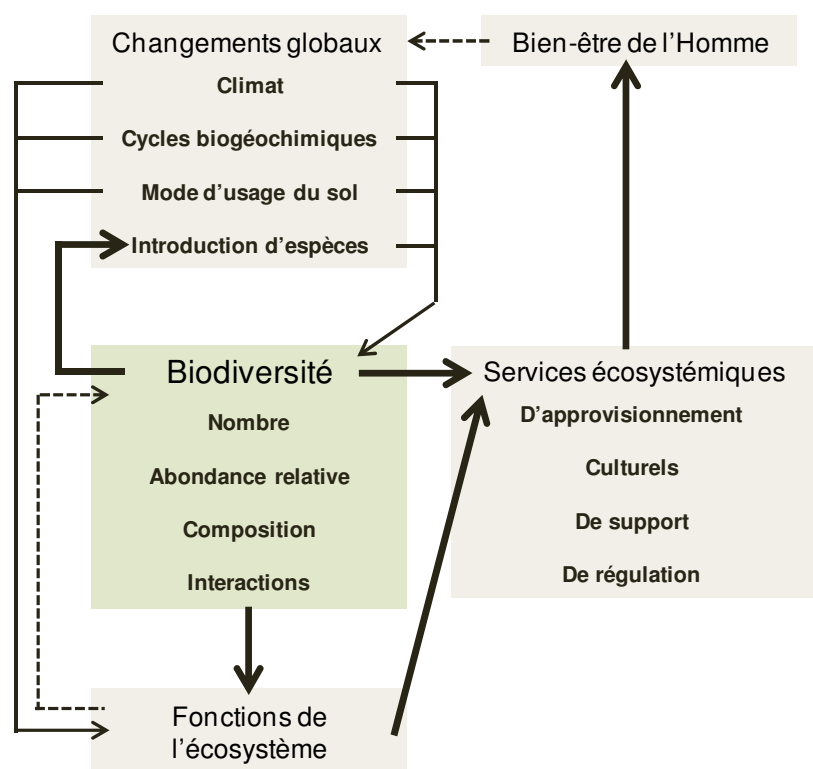 Changements globaux
Climat
Cycles biogéochimiques
Mode d'usage du sol
Introduction d'espèces
Bien-être de l'Homme
Biodiversité
Nombre
Abondance relative
Composition
Interactions
Services écosystémiques
D'approvisionnement
Culturels
De support
De régulation
Fonctions de
l'écosystème